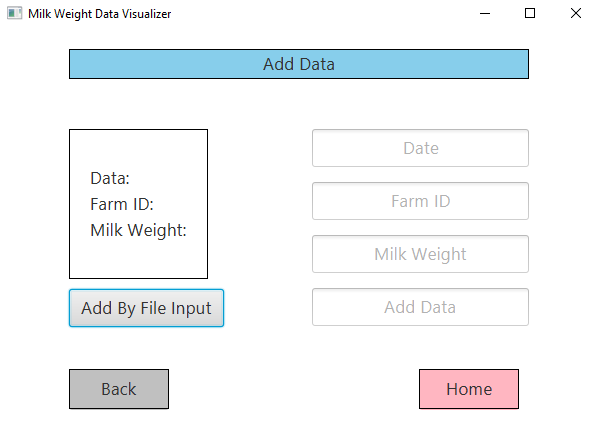 Milk Weight Data Visualizer
Add Data
Data:
Farm ID:
Milk Weight:
Add By File Input
Date
Farm ID
Milk Weight
Add Data
Back
Home